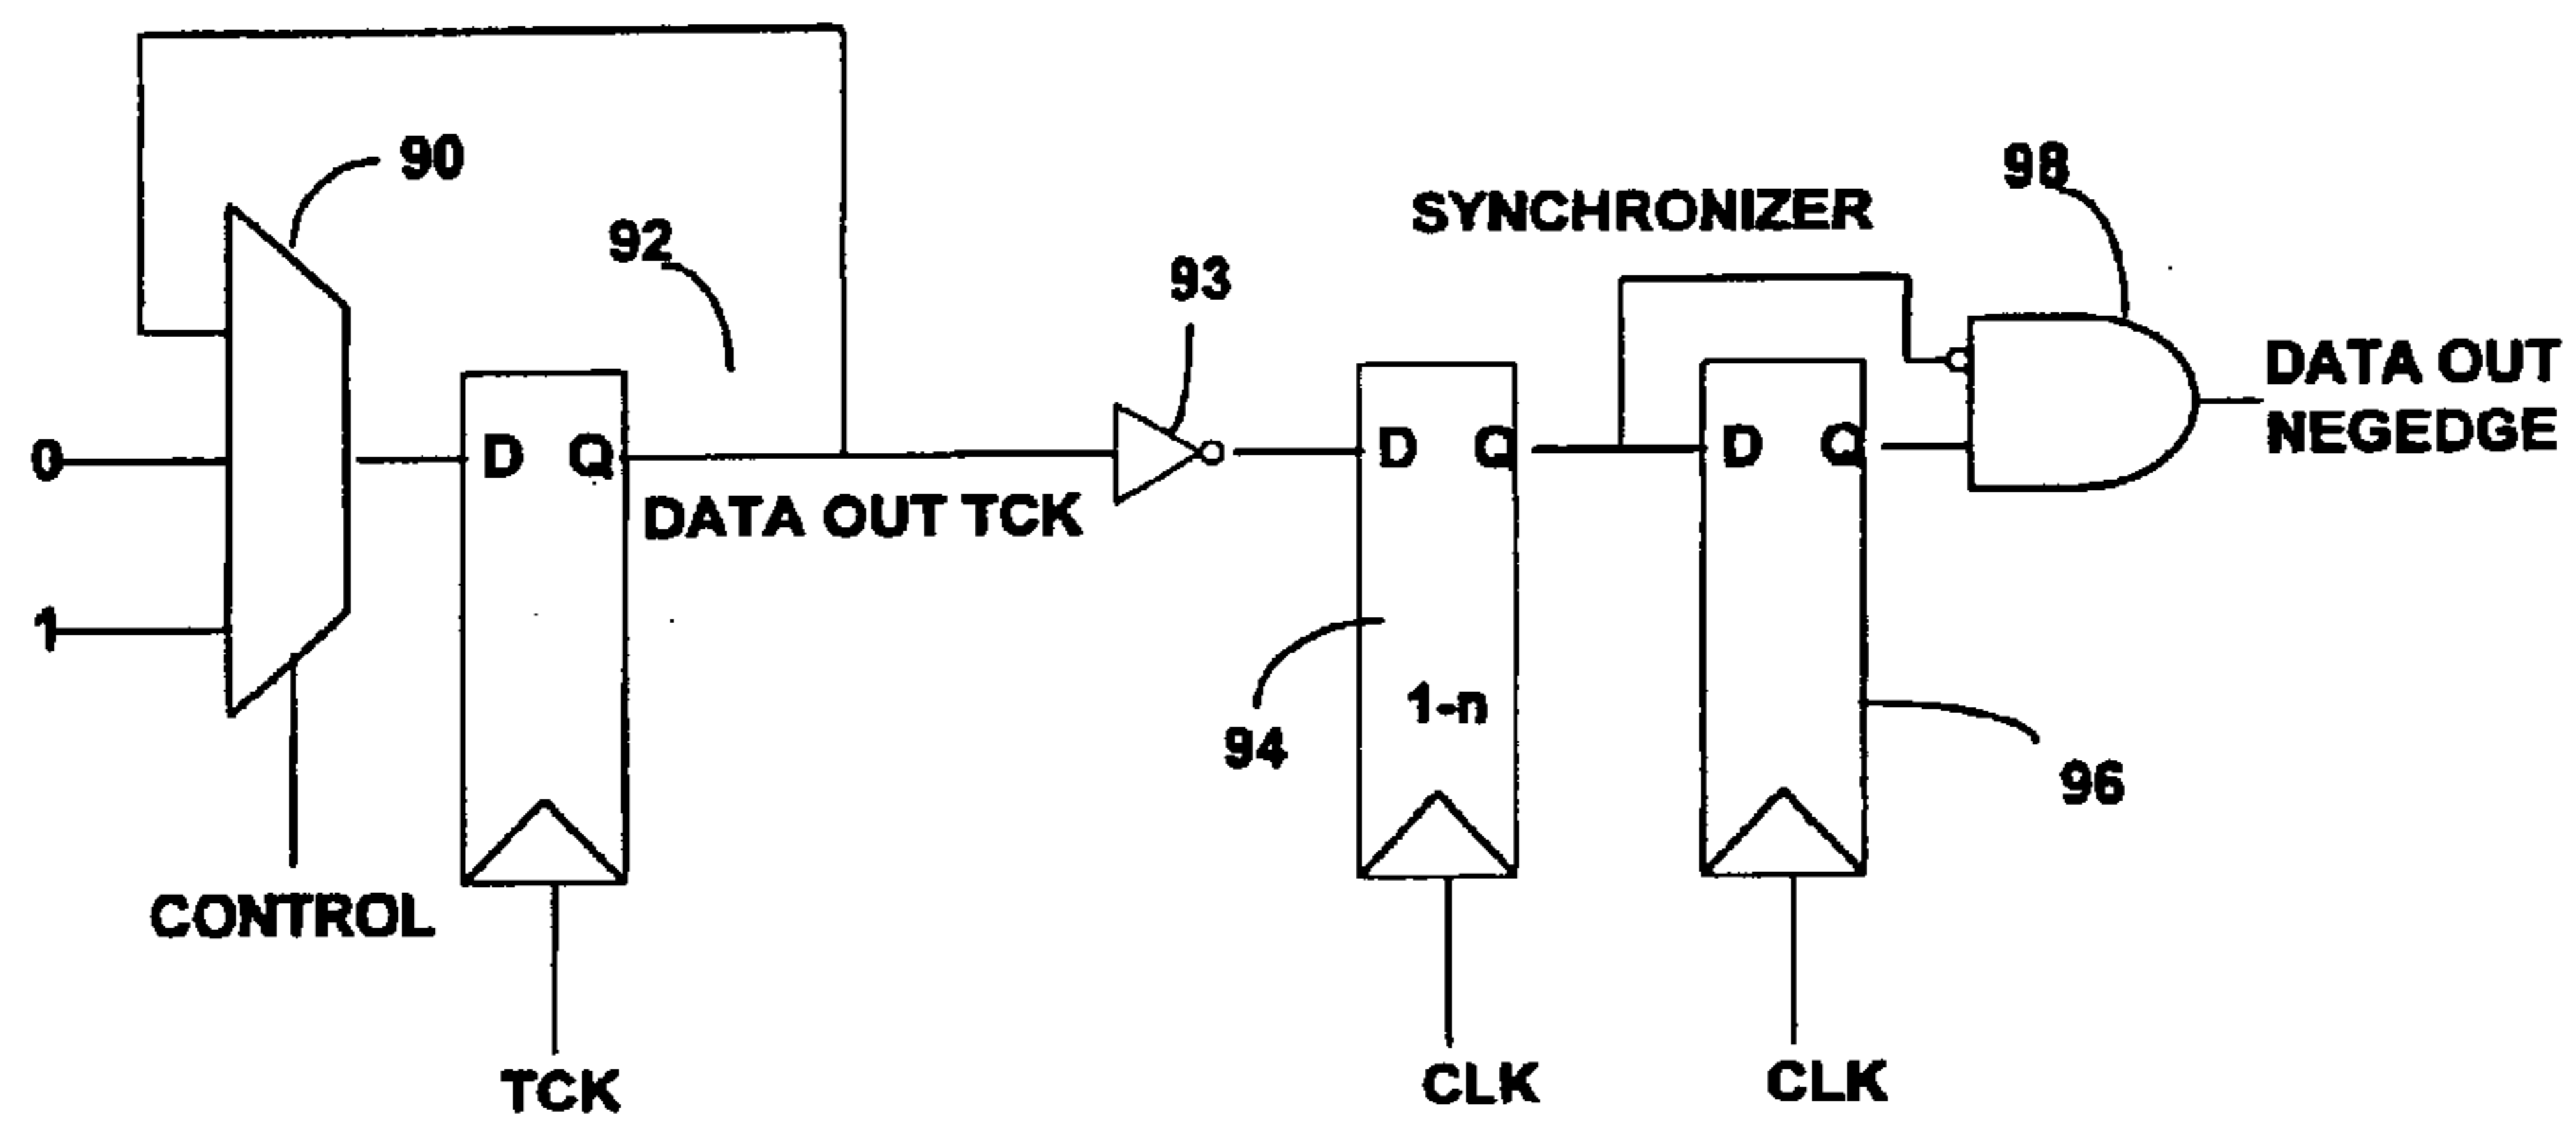 90
92
93
SYNCHRONIZER
98
0
1
D Q
DATA OUT TCK
D Q
1-n
94
D Q
96
DATA OUT
NEGEDGE
CONTROL
TCK
CLK
CLK